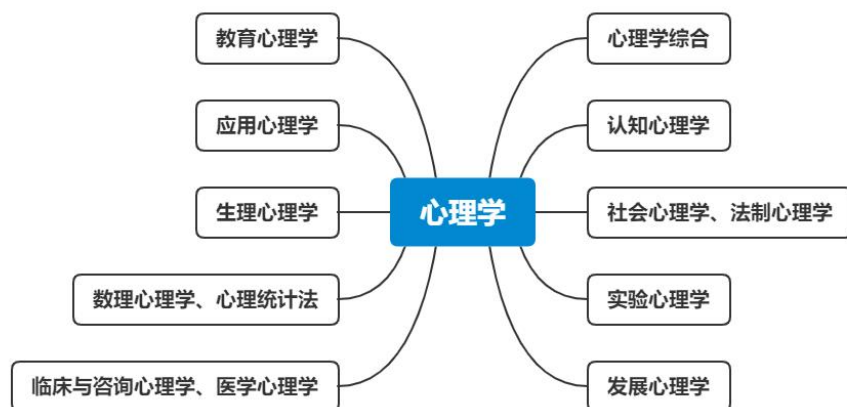 教育心理学
心理学综合
应用心理学
认知心理学
生理心理学
心理学
社会心理学、法制心理学
数理心理学、心理统计法
实验心理学
临床与咨询心理学、医学心理学
发展心理学